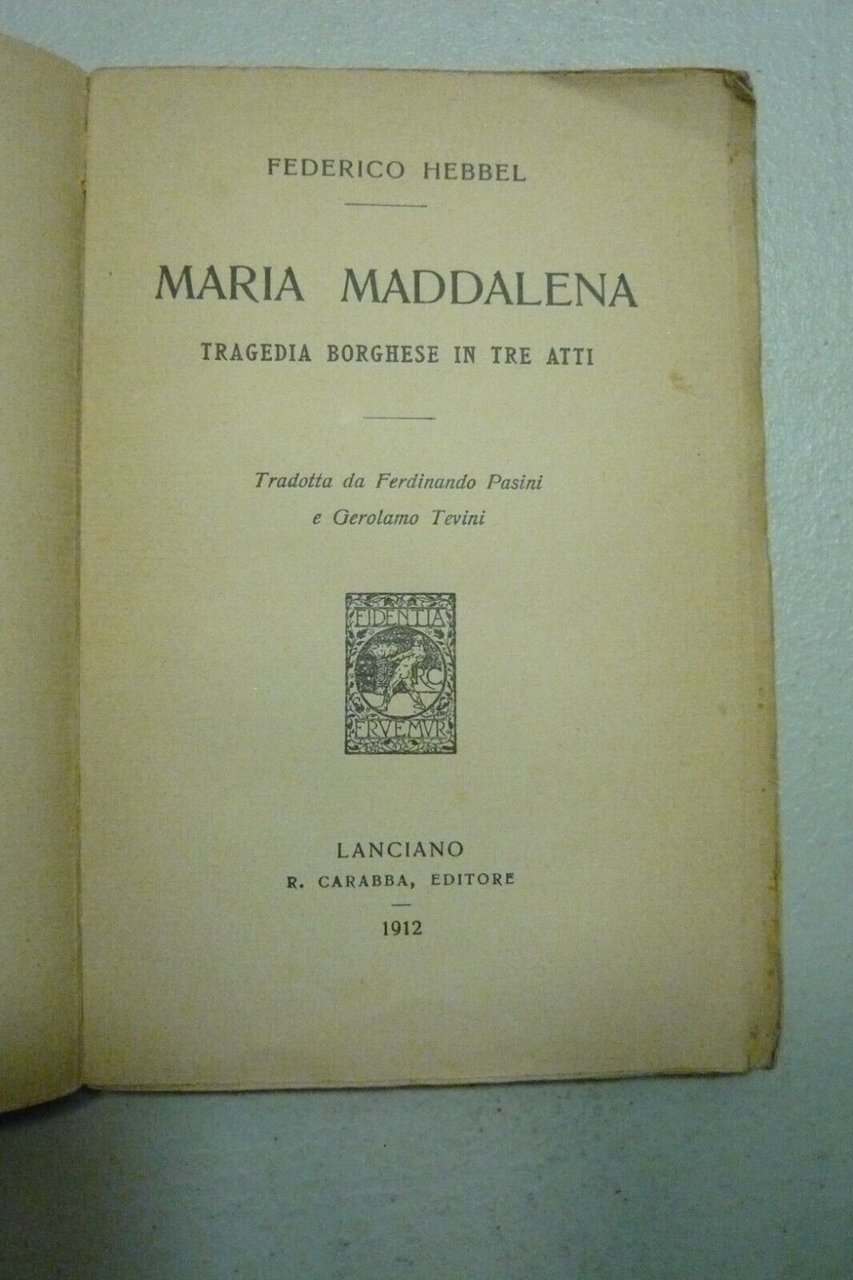 FEDERICO HEBBEL
MARIA MADDALENA
TRAGEDIA BORGHESE IN TRE ATTI
Tradotta da Ferdinando Pasini
e Gerolamo Tevini
FIDENTIA
RC
ERVEMVR
LANCIANO
R. CARABBA, EDITORE
1912